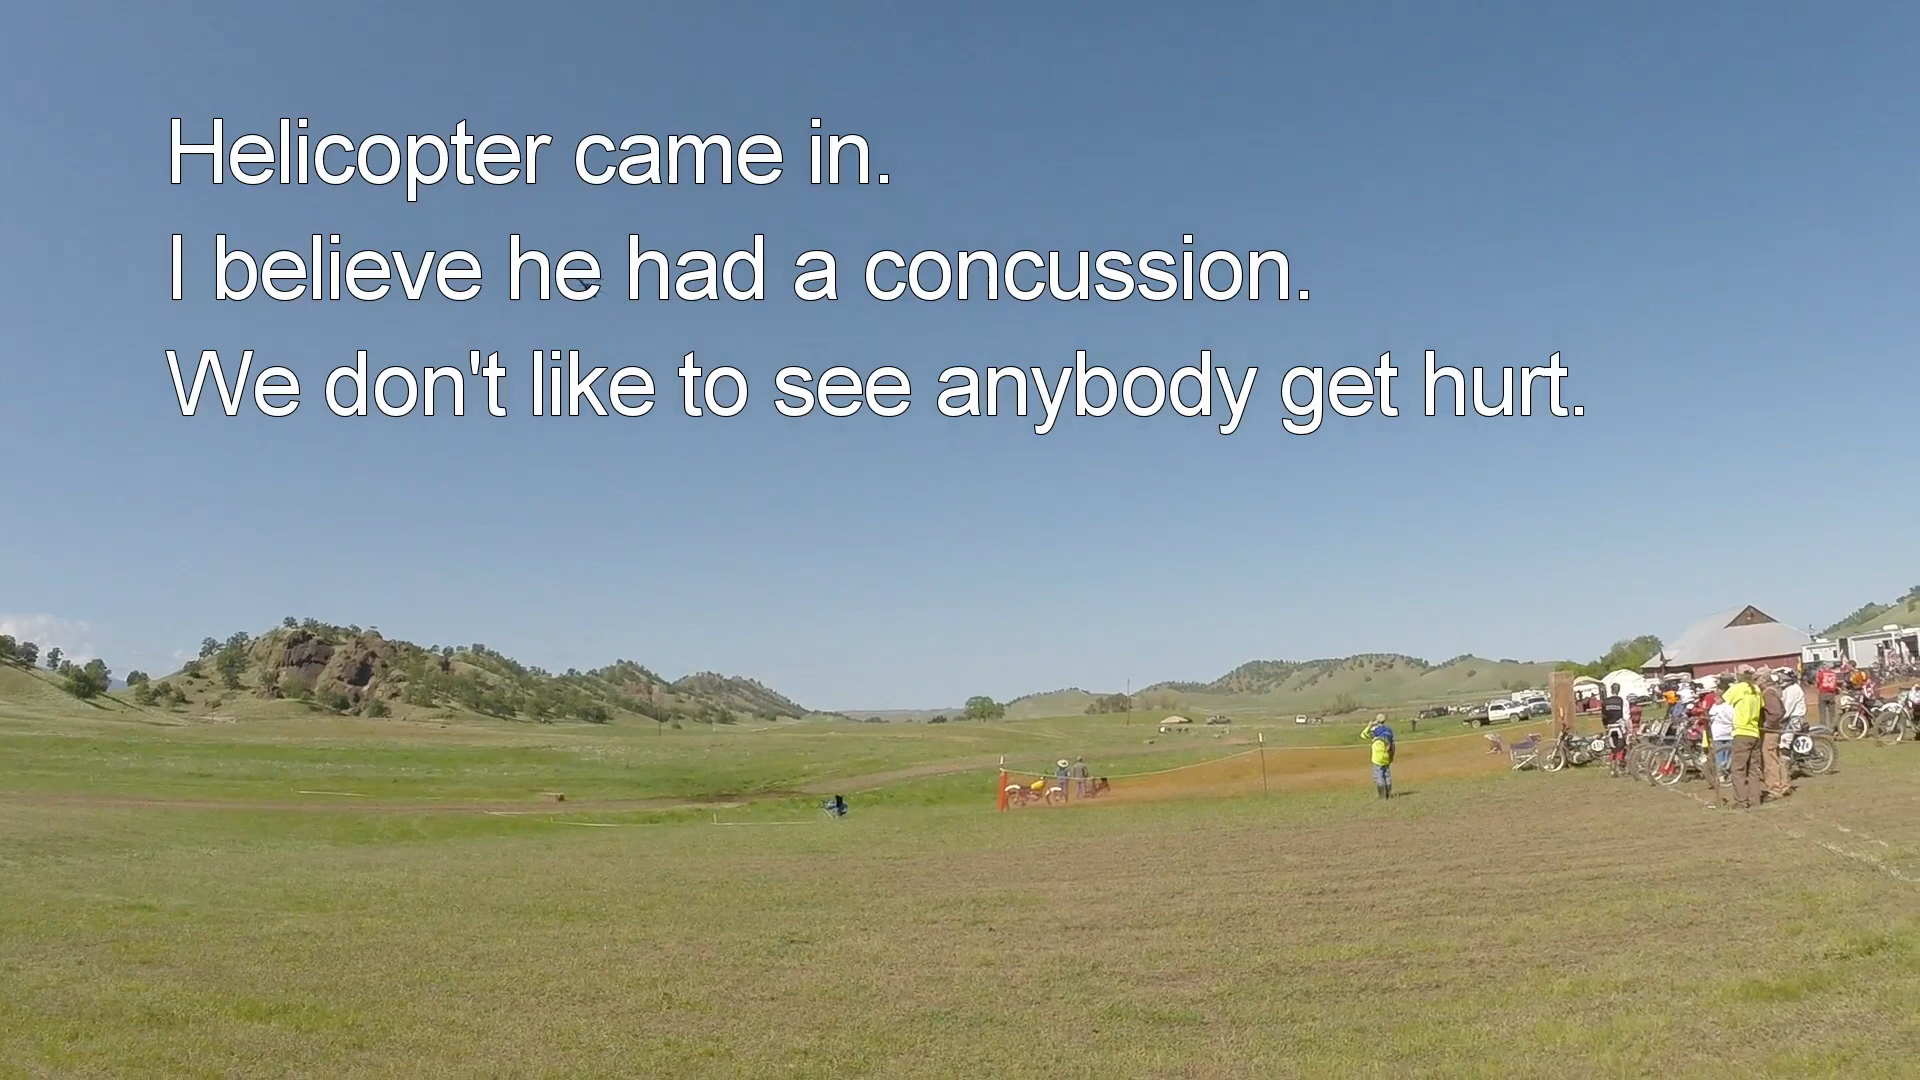 Helicopter came in.
I believe he had a concussion.
We don't like to see anybody get hurt.